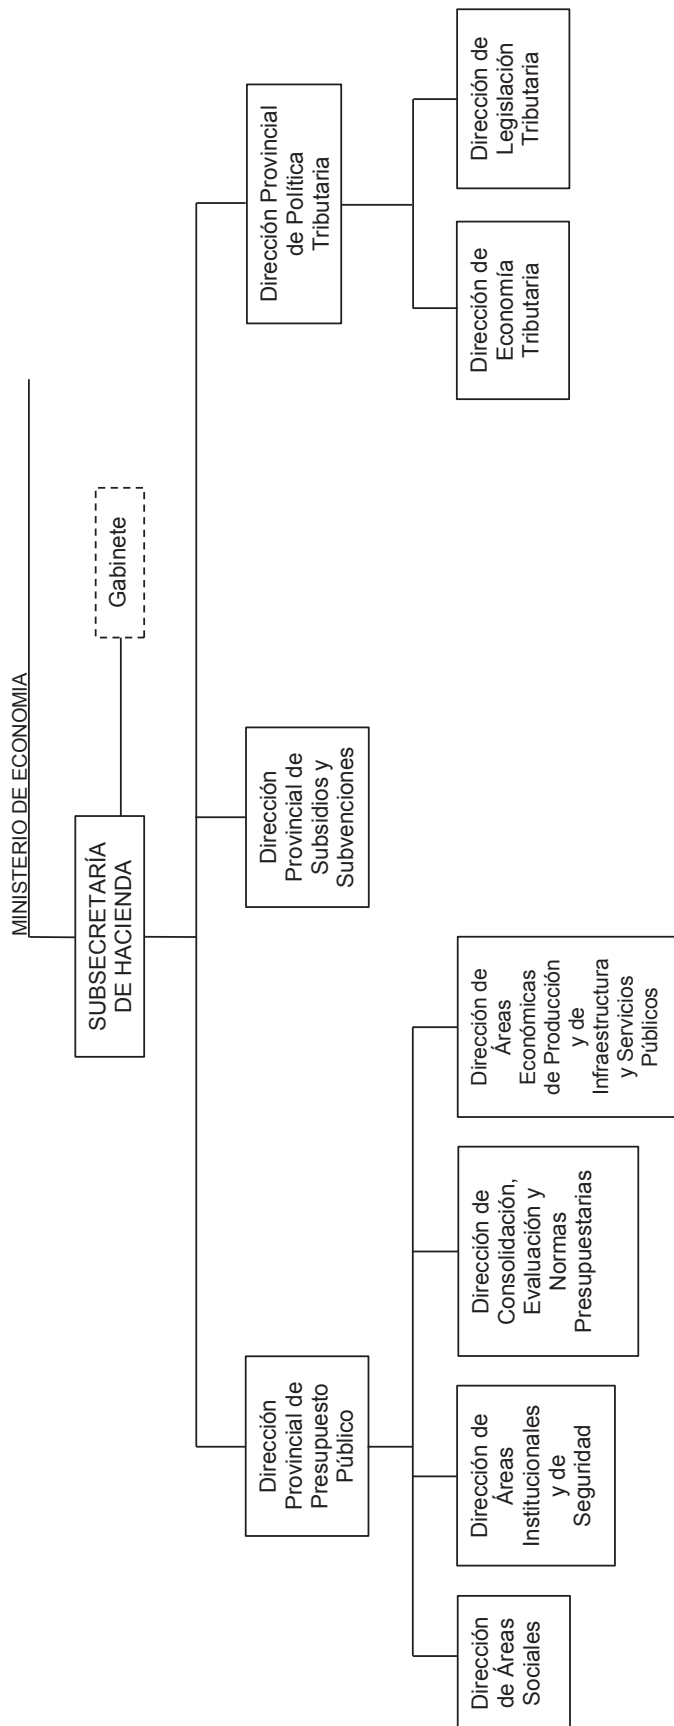 MINISTERIO DE ECONOMIA
SUBSECRETARÍA
DE HACIENDA
Gabinete
Dirección
Provincial de
Presupuesto
Público
Dirección
Provincial de
Subsidios y
Subvenciones
Dirección Provincial
de Política
Tributaria
Dirección
de Áreas
Sociales
Dirección de
Áreas
Institucionales
y de
Seguridad
Dirección de
Consolidación,
Evaluación y
Normas
Presupuestarias
Dirección de
Áreas
Económicas
de Producción
y de
Infraestructura
y Servicios
Públicos
Dirección de
Economía
Tributaria
Dirección de
Legislación
Tributaria